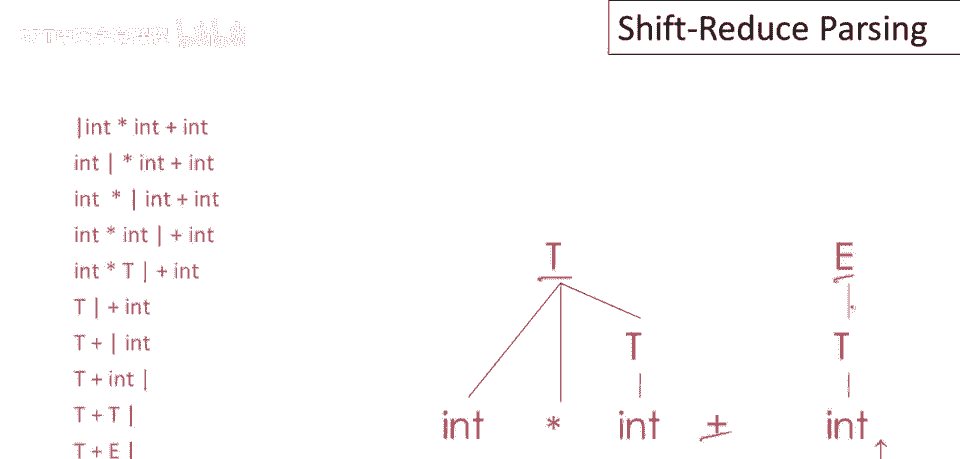 Shift-Reduce Parsing
|int * int + int
int | * int + int
int * | int + int
int * int | + int
int * T | + int
T | + int
T + | int
T + int |
T + T |
T + E |
T E
T T
int * int + int